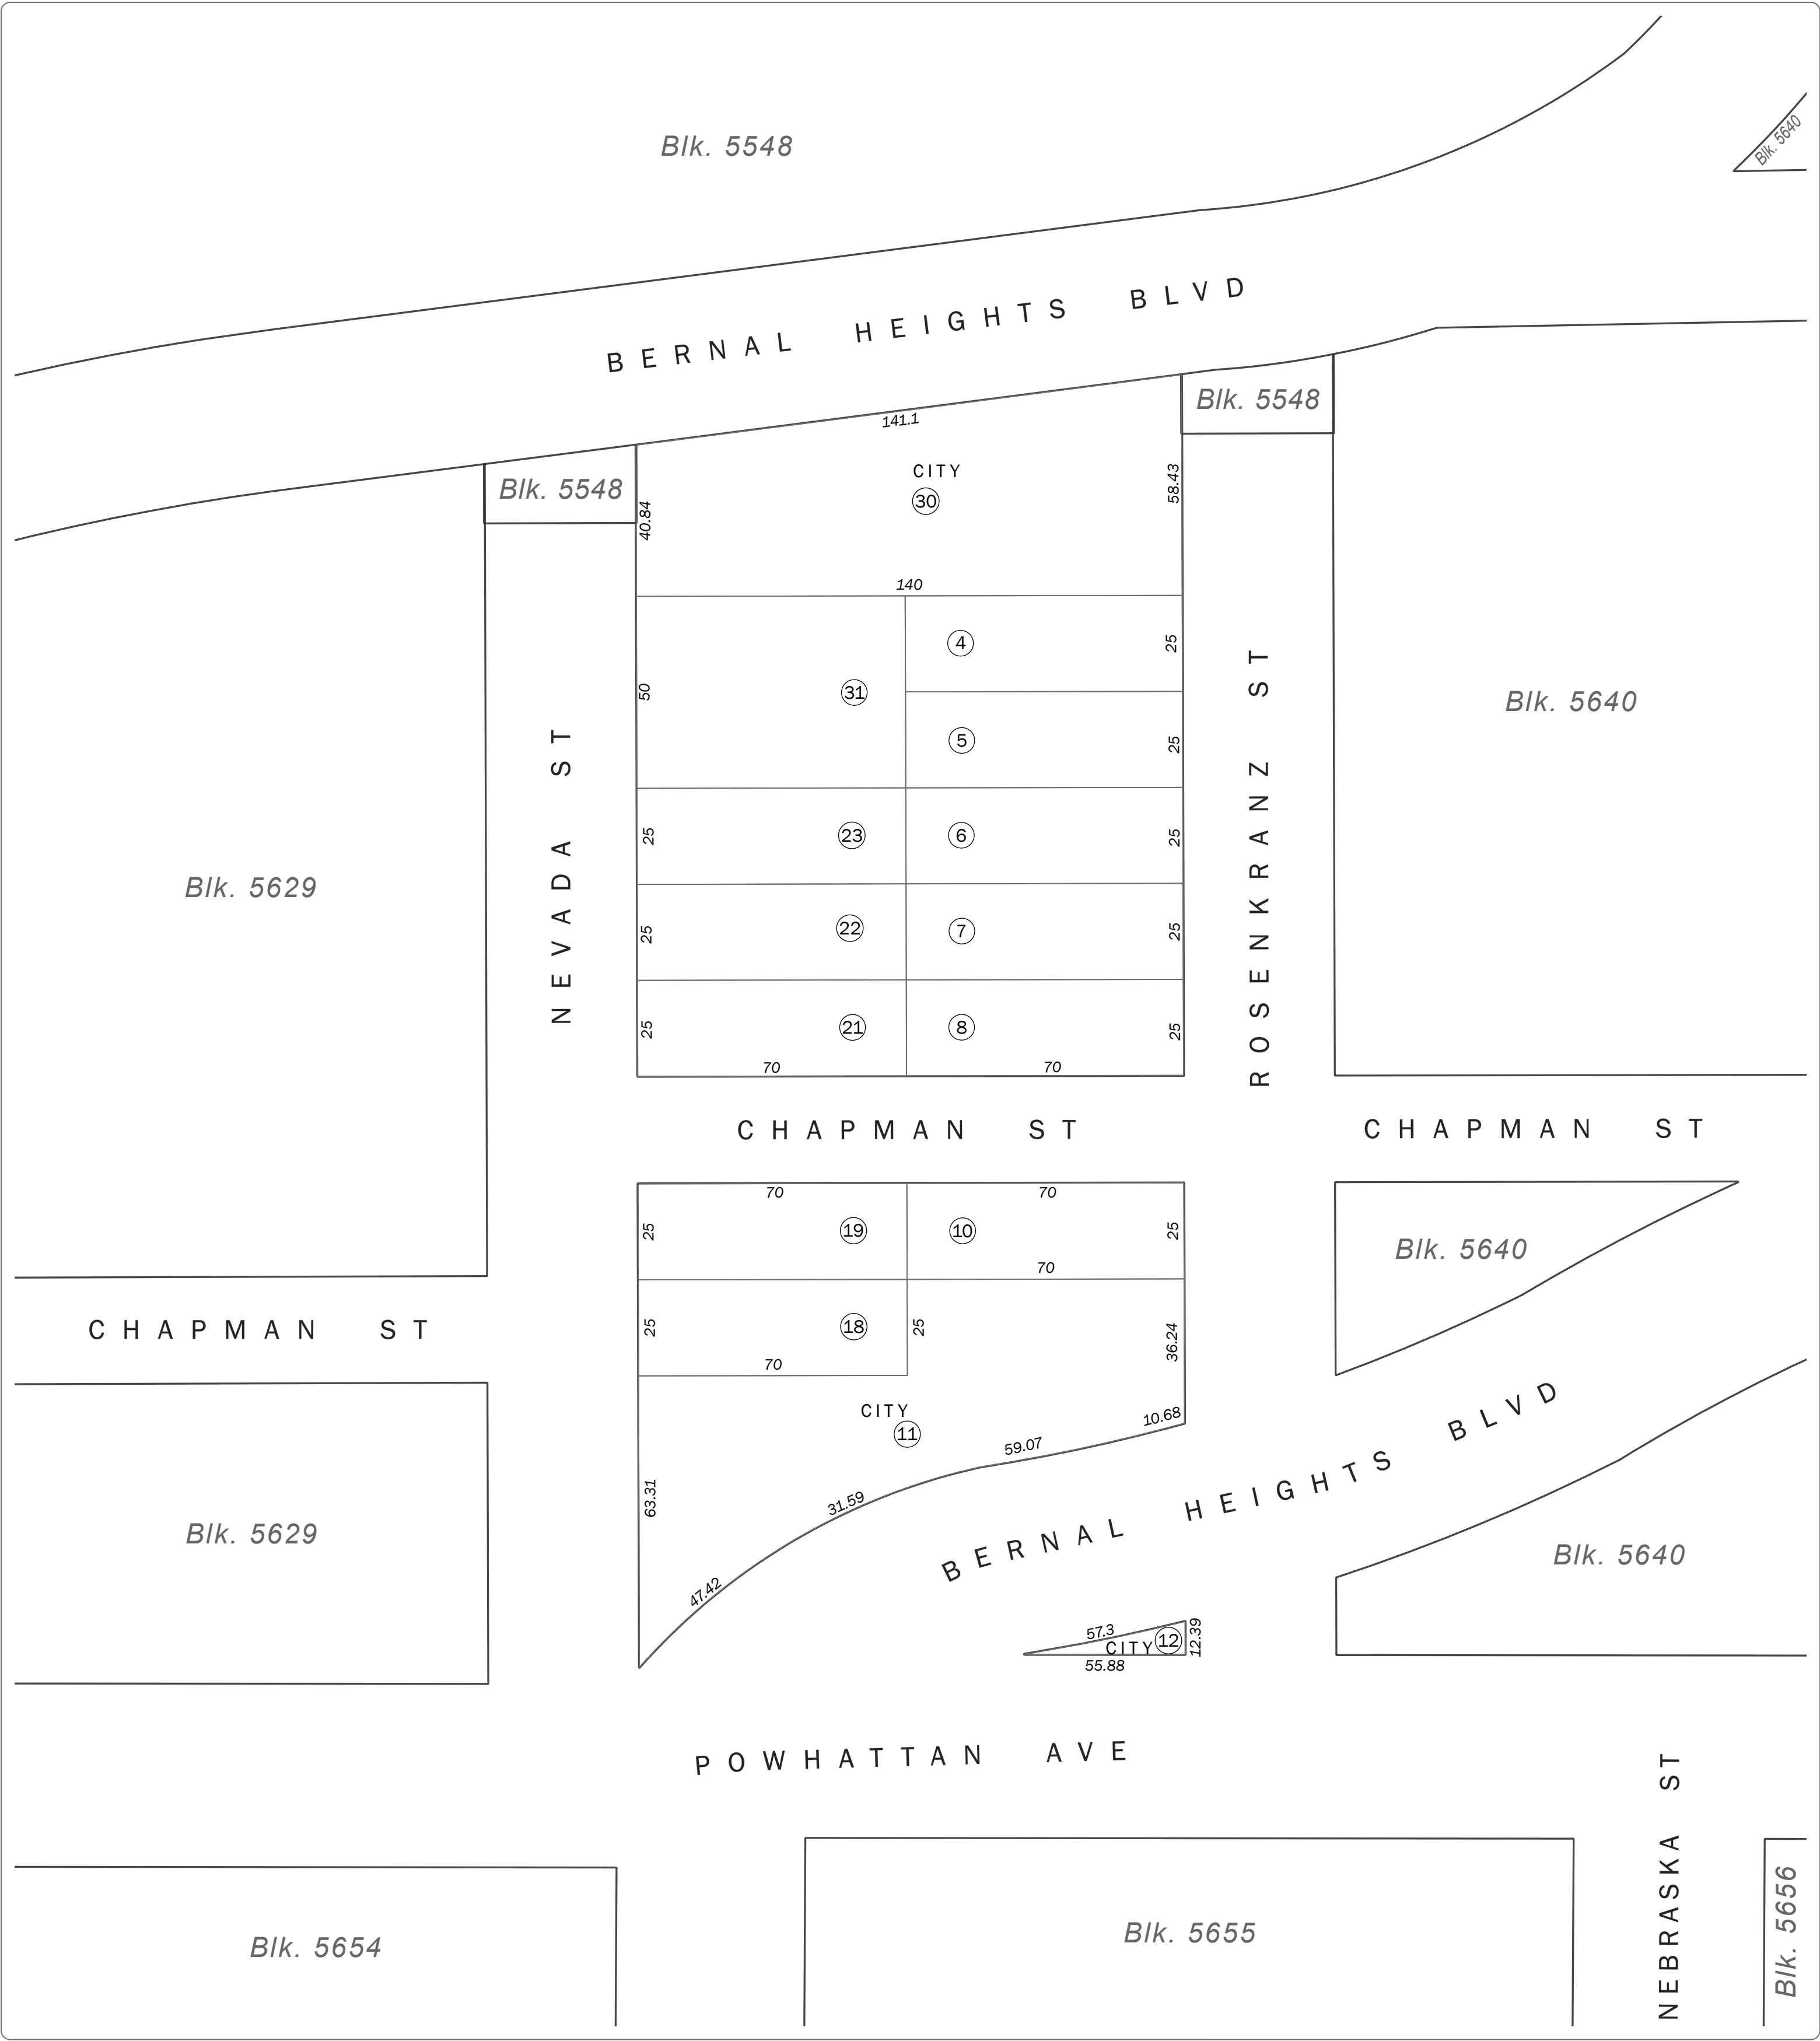 Blk. 5548
Blk. 5640
BERNAL HEIGHTS BLVD
141.1
Blk. 5548
Blk. 5548
CITY
30
58.43
40.84
140
4
25
31
50
5
25
23
25
6
25
22
25
7
25
21
25
8
25
70
70
NEVADA ST
ROSENKRANZ ST
Blk. 5640
Blk. 5629
CHAPMAN ST
CHAPMAN ST
70
70
19
25
10
25
70
Blk. 5640
CHAPMAN ST
18
25
25
36.24
70
CITY
11
10.68
59.07
31.59
63.31
47.42
BERNAL HEIGHTS BLVD
Blk. 5629
Blk. 5640
57.3
CITY
12
12.39
55.88
POWHATTAN AVE
NEBRASKA ST
Blk. 5654
Blk. 5655
Blk. 5656